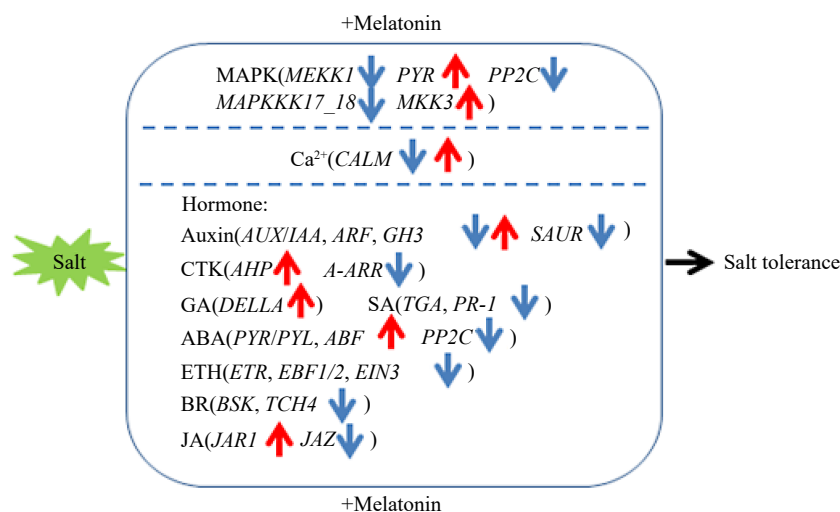 +Melatonin
MAPK(MEKK1 PYR PP2C
MAPKKK17_18 MKK3 )
Ca²⁺(CALM )
Hormone:
Auxin(AUX/IAA, ARF, GH3 SAUR )
Salt
CTK(AHP A-ARR )
Salt tolerance
GA(DELLA ) SA(TGA, PR-1 )
ABA(PYR/PYL, ABF PP2C )
ETH(ETR, EBF1/2, EIN3 )
BR(BSK, TCH4 )
JA(JAR1 JAZ )
+Melatonin